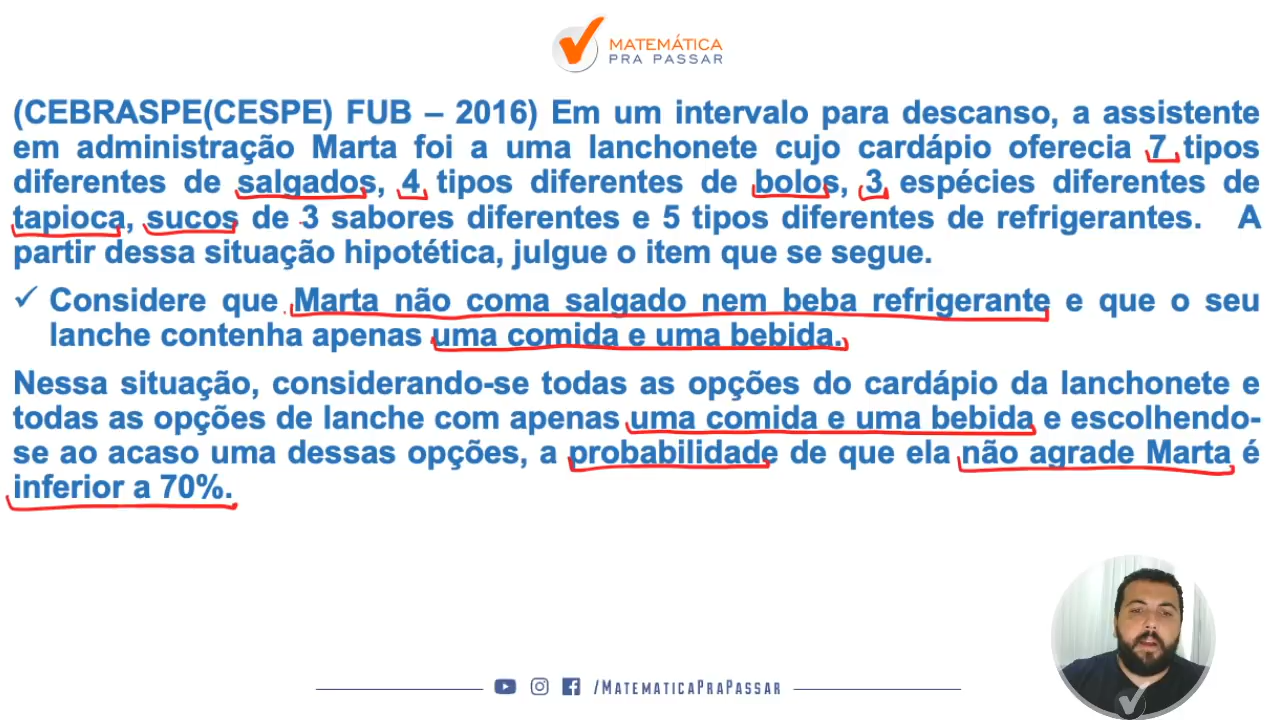 MATEMÁTICA
PRA PASSAR
(CEBRASPE(CESPE) FUB – 2016) Em um intervalo para descanso, a assistente
em administração Marta foi a uma lanchonete cujo cardápio oferecia 7 tipos
diferentes de salgados, 4 tipos diferentes de bolos, 3 espécies diferentes de
tapioca, sucos de 3 sabores diferentes e 5 tipos diferentes de refrigerantes. A
partir dessa situação hipotética, julgue o item que se segue.
✓ Considere que Marta não coma salgado nem beba refrigerante e que o seu
lanche contenha apenas uma comida e uma bebida.
Nessa situação, considerando-se todas as opções do cardápio da lanchonete e
todas as opções de lanche com apenas uma comida e uma bebida e escolhendo-
se ao acaso uma dessas opções, a probabilidade de que ela não agrade Marta é
inferior a 70%.
/MATEMATICAPRAPASSAR